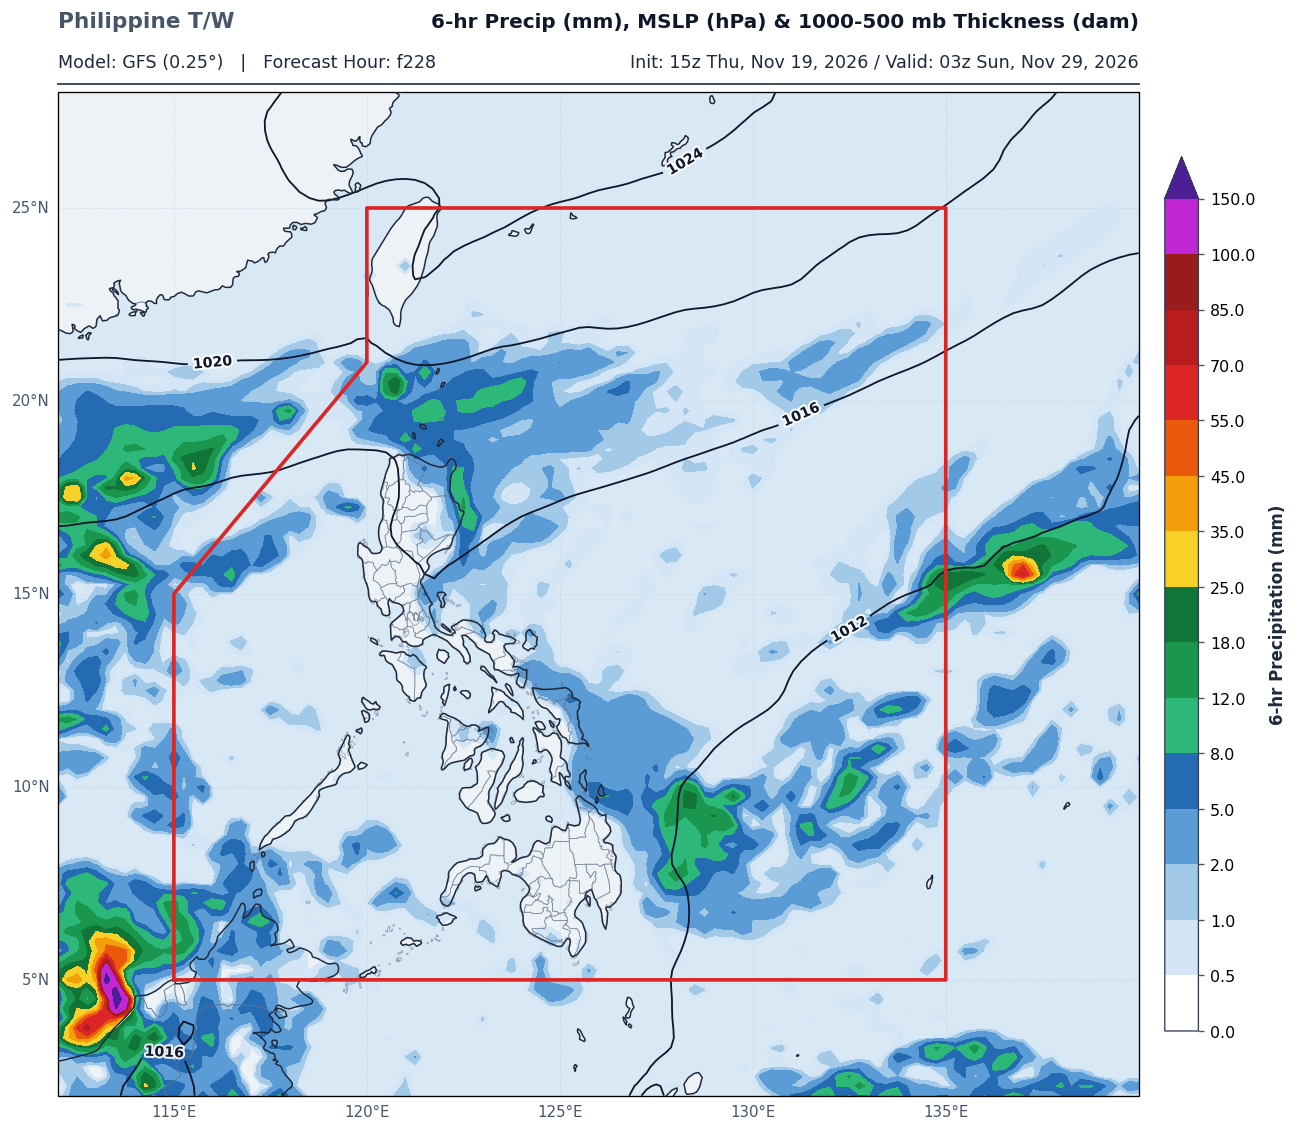 Philippine T/W
6-hr Precip (mm), MSLP (hPa) & 1000-500 mb Thickness (dam)
Model: GFS (0.25°) | Forecast Hour: f228
Init: 15z Thu, Nov 19, 2026 / Valid: 03z Sun, Nov 29, 2026
1024
1020
1016
1012
1016
25°N
20°N
15°N
10°N
5°N
115°E
120°E
125°E
130°E
135°E
150.0
100.0
85.0
70.0
55.0
45.0
35.0
25.0
18.0
12.0
8.0
5.0
2.0
1.0
0.5
0.0
6-hr Precipitation (mm)